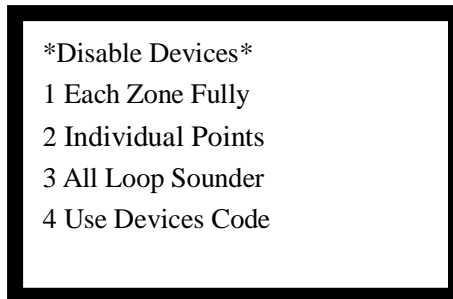 *Disable Devices*
1 Each Zone Fully
2 Individual Points
3 All Loop Sounder
4 Use Devices Code